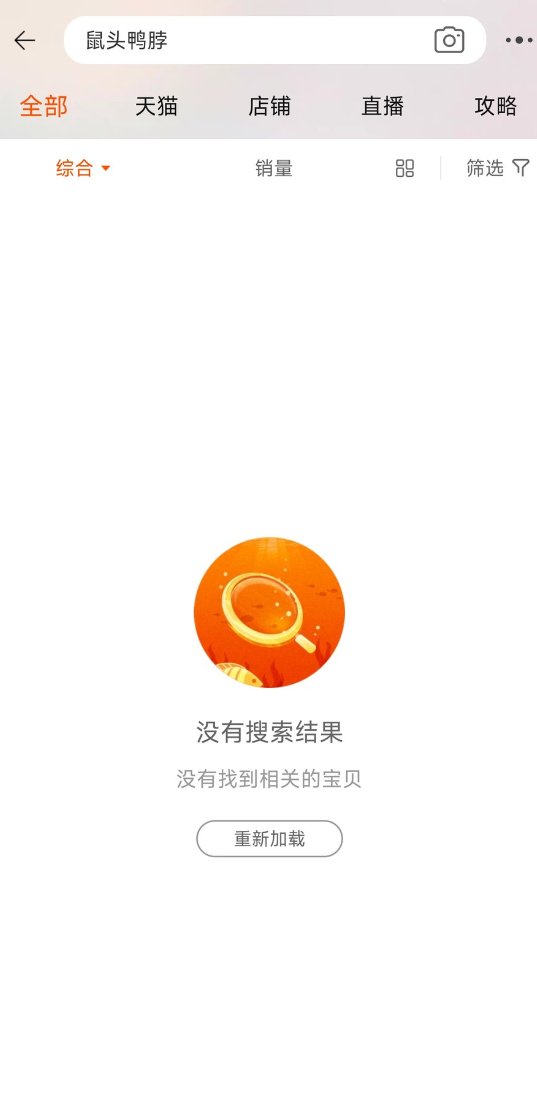 鼠头鸭脖
全部 天猫 店铺 直播 攻略
综合 销量 筛选
没有搜索结果
没有找到相关的宝贝
重新加载